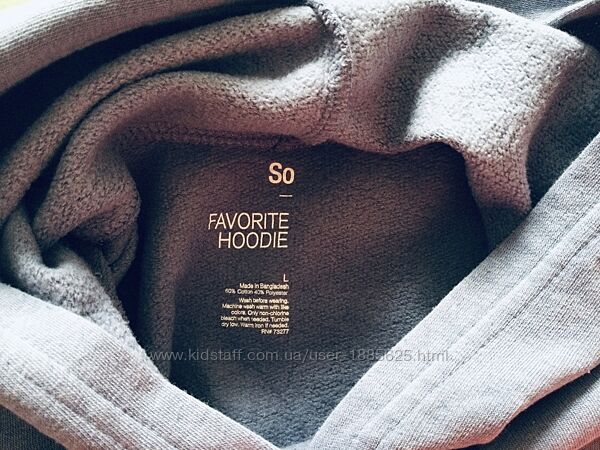 So
FAVORITE
HOODIE
L
Made in Bangladesh
60% Cotton 40% Polyester
Wash before wearing.
Machine wash warm with like
colors. Only non-chlorine
bleach when needed. Tumble
dry low. Warm iron if needed.
RN# 73277
www.kidstaff.com.ua/user-1885625.html